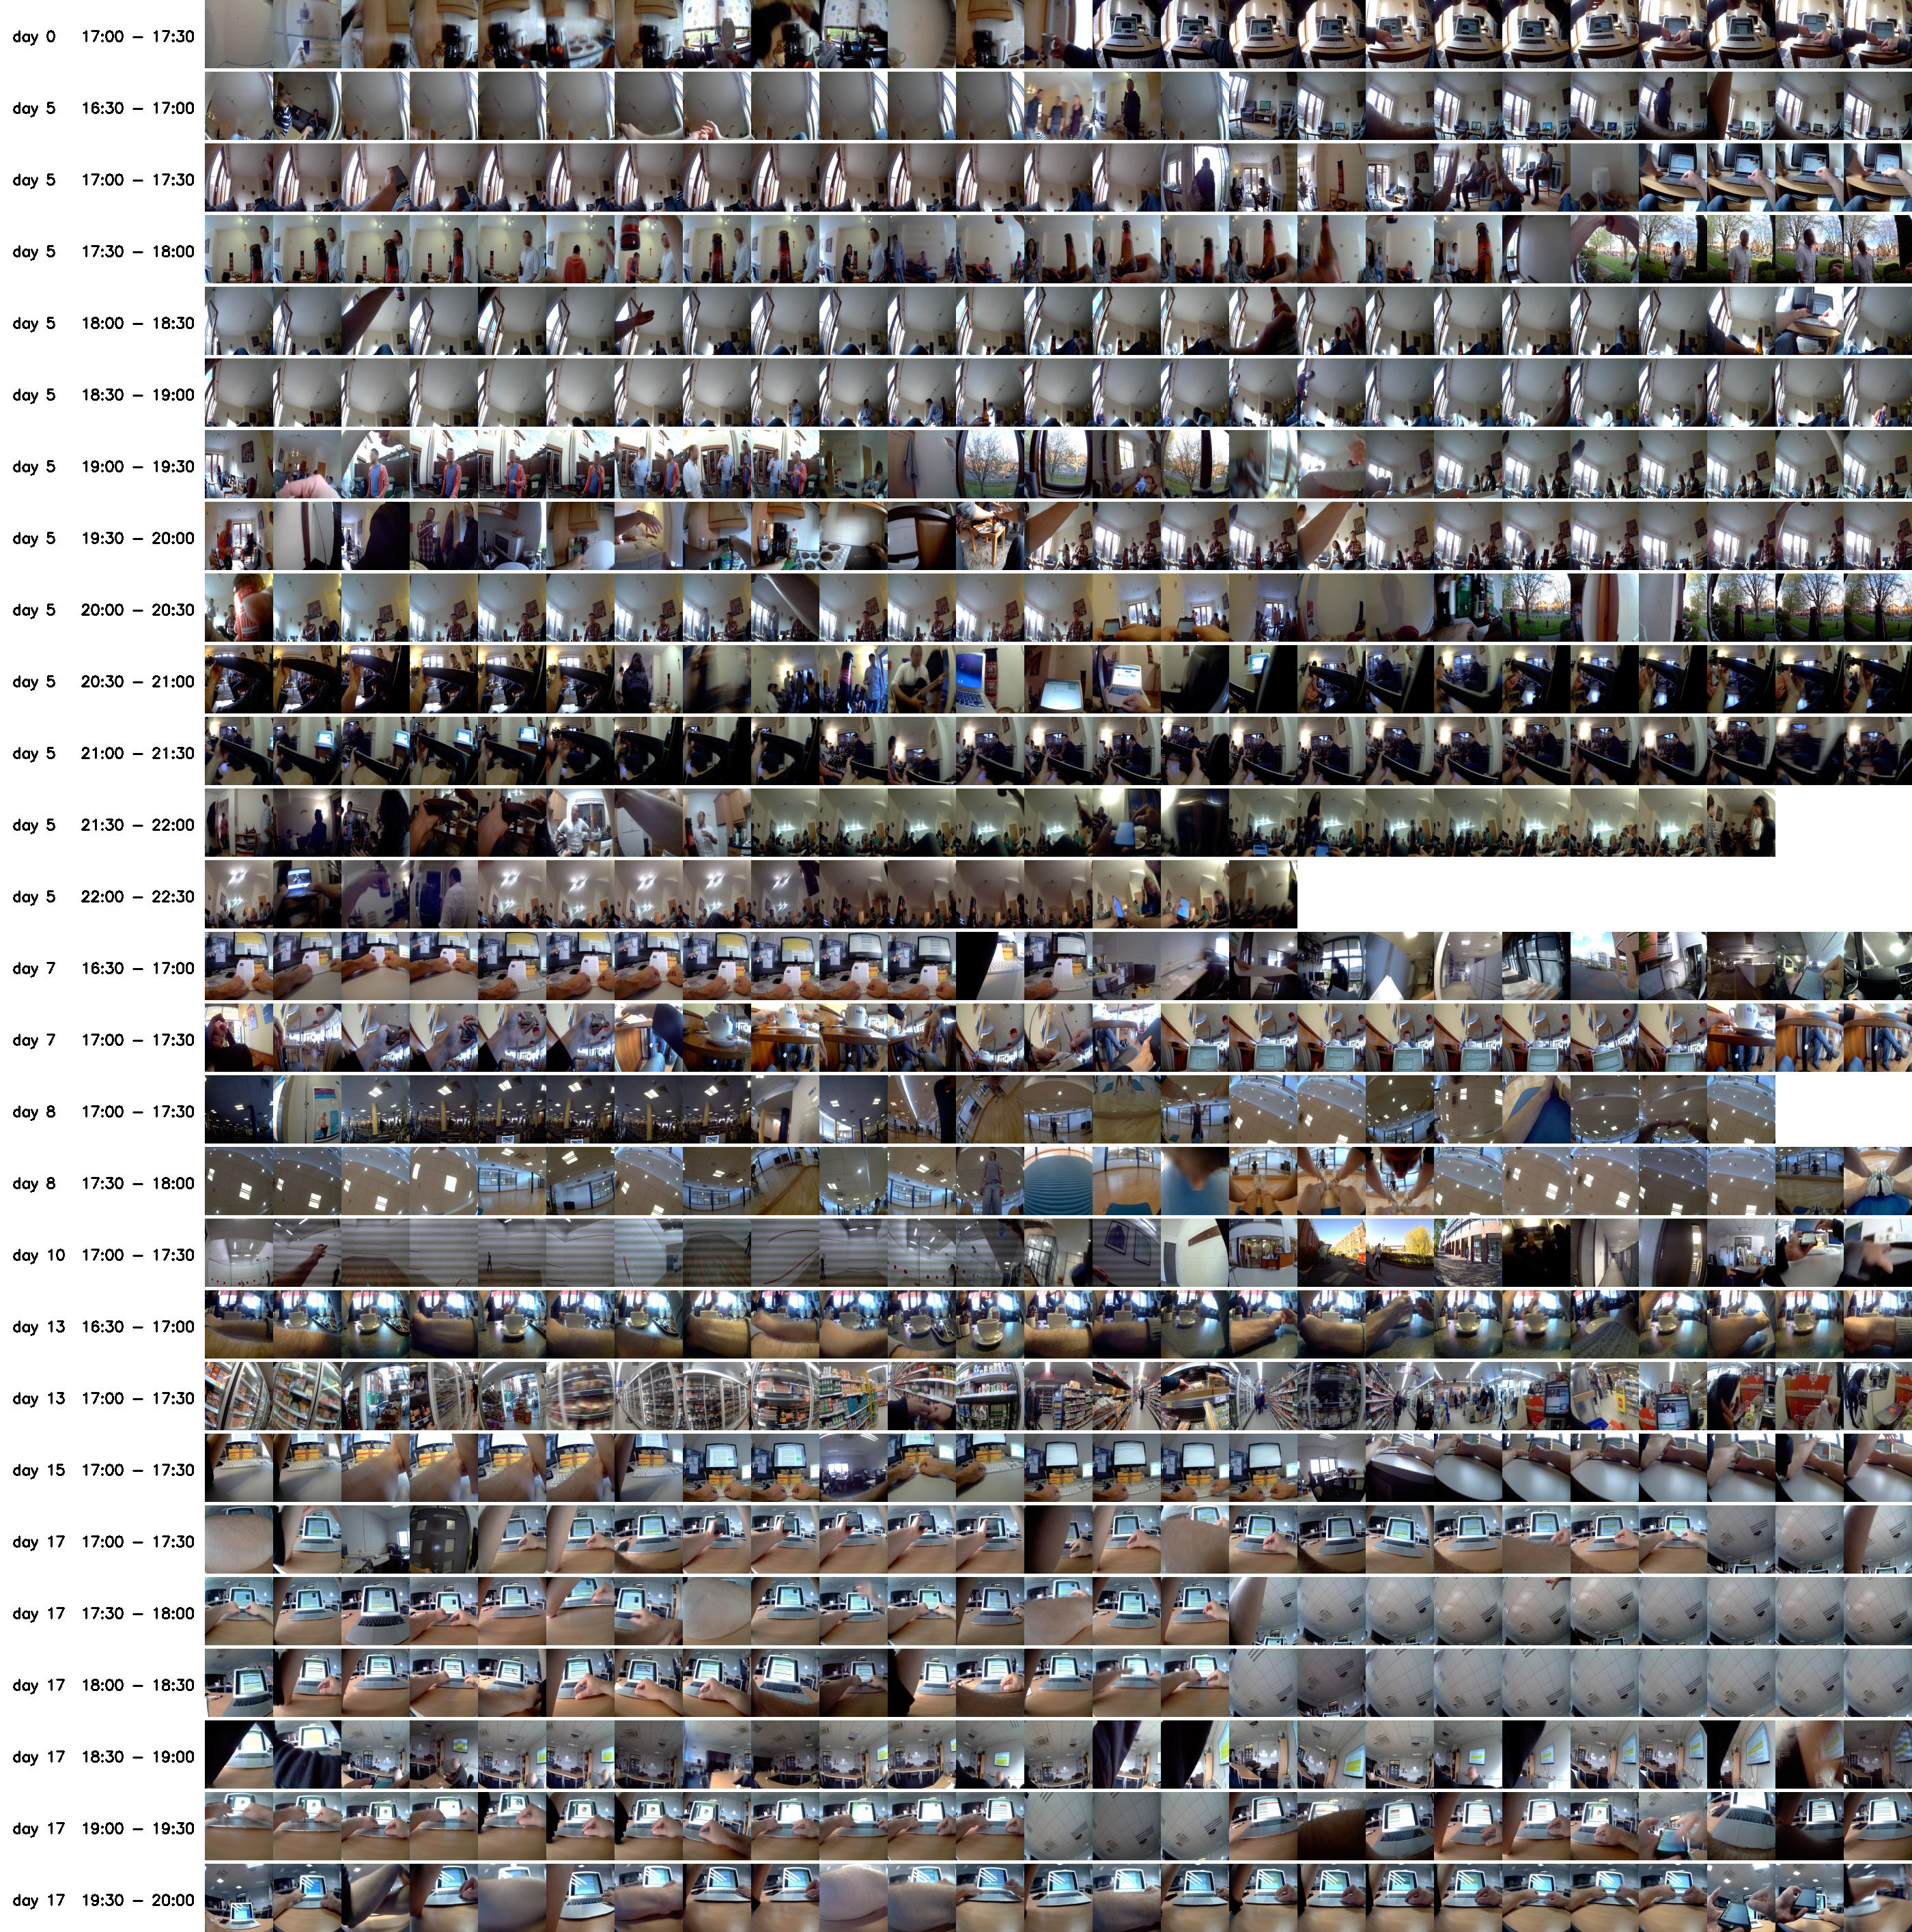 day 0 17:00 – 17:30
day 5 16:30 – 17:00
day 5 17:00 – 17:30
day 5 17:30 – 18:00
day 5 18:00 – 18:30
day 5 18:30 – 19:00
day 5 19:00 – 19:30
day 5 19:30 – 20:00
day 5 20:00 – 20:30
day 5 20:30 – 21:00
day 5 21:00 – 21:30
day 5 21:30 – 22:00
day 5 22:00 – 22:30
day 7 16:30 – 17:00
day 7 17:00 – 17:30
day 8 17:00 – 17:30
day 8 17:30 – 18:00
day 10 17:00 – 17:30
day 13 16:30 – 17:00
day 13 17:00 – 17:30
day 15 17:00 – 17:30
day 17 17:00 – 17:30
day 17 17:30 – 18:00
day 17 18:00 – 18:30
day 17 18:30 – 19:00
day 17 19:00 – 19:30
day 17 19:30 – 20:00